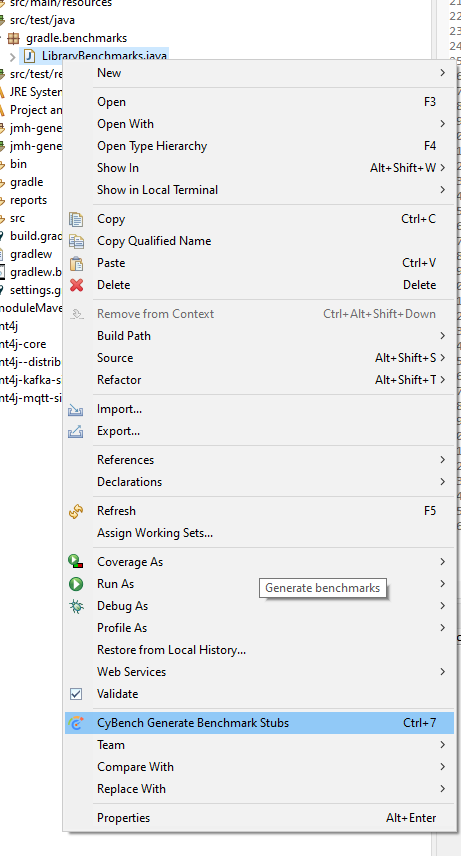 src/main/resources
src/test/java
gradle.benchmarks
LibraryBenchmarks.java
src/test/re
JRE System
Project an
jmh-gene
jmh-gene
bin
gradle
reports
src
build.grad
gradlew
gradlew.b
settings.g
moduleMave
nt4j
nt4j-core
nt4j--distrib
nt4j-kafka-s
nt4j-mqtt-si
New
Open F3
Open With
Open Type Hierarchy F4
Show In Alt+Shift+W
Show in Local Terminal
Copy Ctrl+C
Copy Qualified Name
Paste Ctrl+V
Delete Delete
Remove from Context Ctrl+Alt+Shift+Down
Build Path
Source Alt+Shift+S
Refactor Alt+Shift+T
Import...
Export...
References
Declarations
Refresh F5
Assign Working Sets...
Coverage As
Run As
Generate benchmarks
Debug As
Profile As
Restore from Local History...
Web Services
Validate
CyBench Generate Benchmark Stubs Ctrl+7
Team
Compare With
Replace With
Properties Alt+Enter